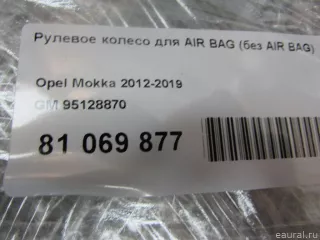 Рулевое колесо для AIR BAG (без AIR BAG)
Opel Mokka 2012-2019
GM 95128870
81 069 877
© eaural.ru